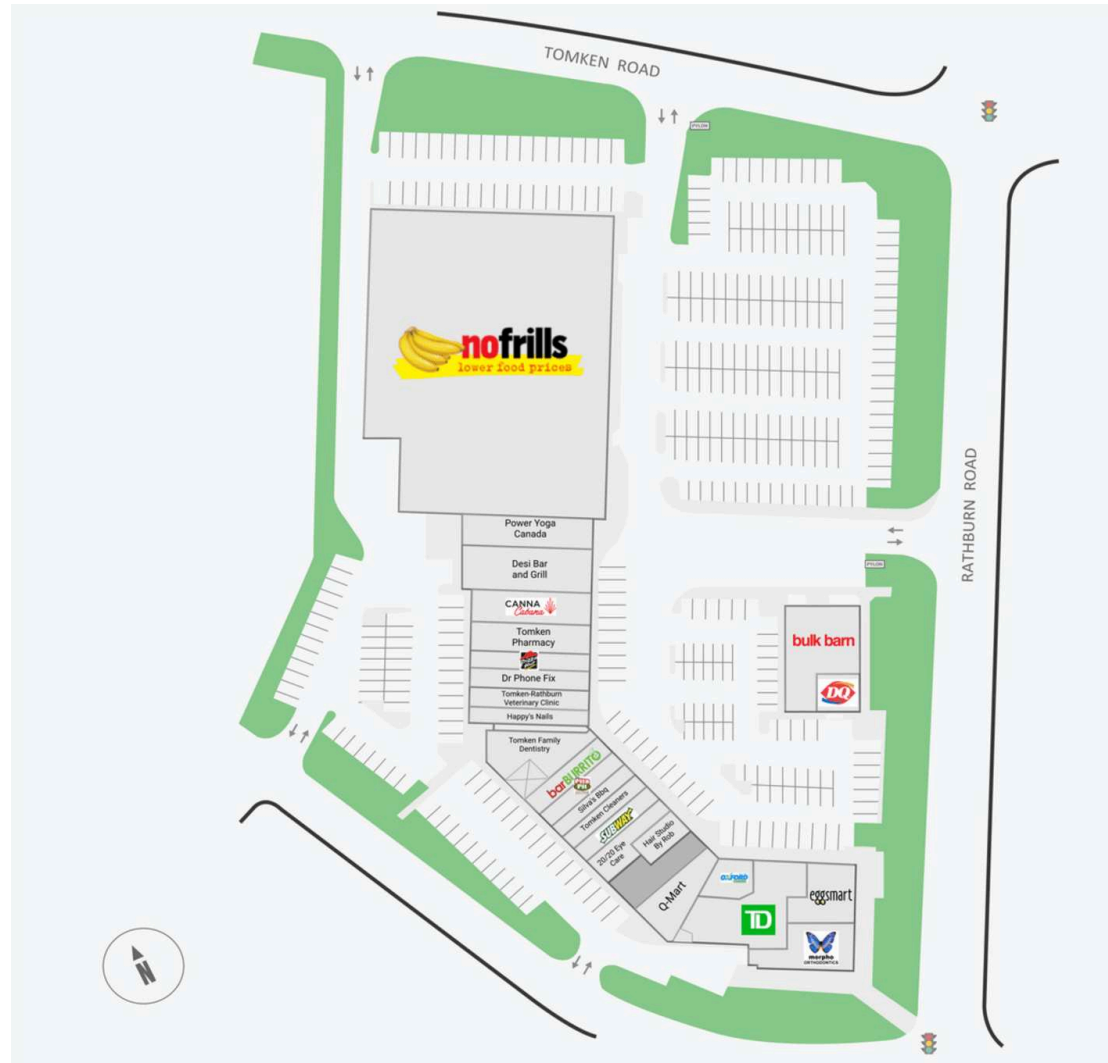 TOMKEN ROAD
PYLON
nofrills
lower food prices
Power Yoga
Canada
Desi Bar
and Grill
CANNA
Cabana
Tomken
Pharmacy
Dr Phone Fix
Tomken-Rathburn
Veterinary Clinic
Happy's Nails
Tomken Family
Dentistry
barBURRITO
Silva's Bbq
Tomken Cleaners
SUBWAY
20/20 Eye
Care
Hair Studio
By Rob
Q-Mart
OXFORD
TD
eggsmart
morpho
ORTHODONTICS
bulk barn
DQ
PYLON
RATHBURN ROAD
N